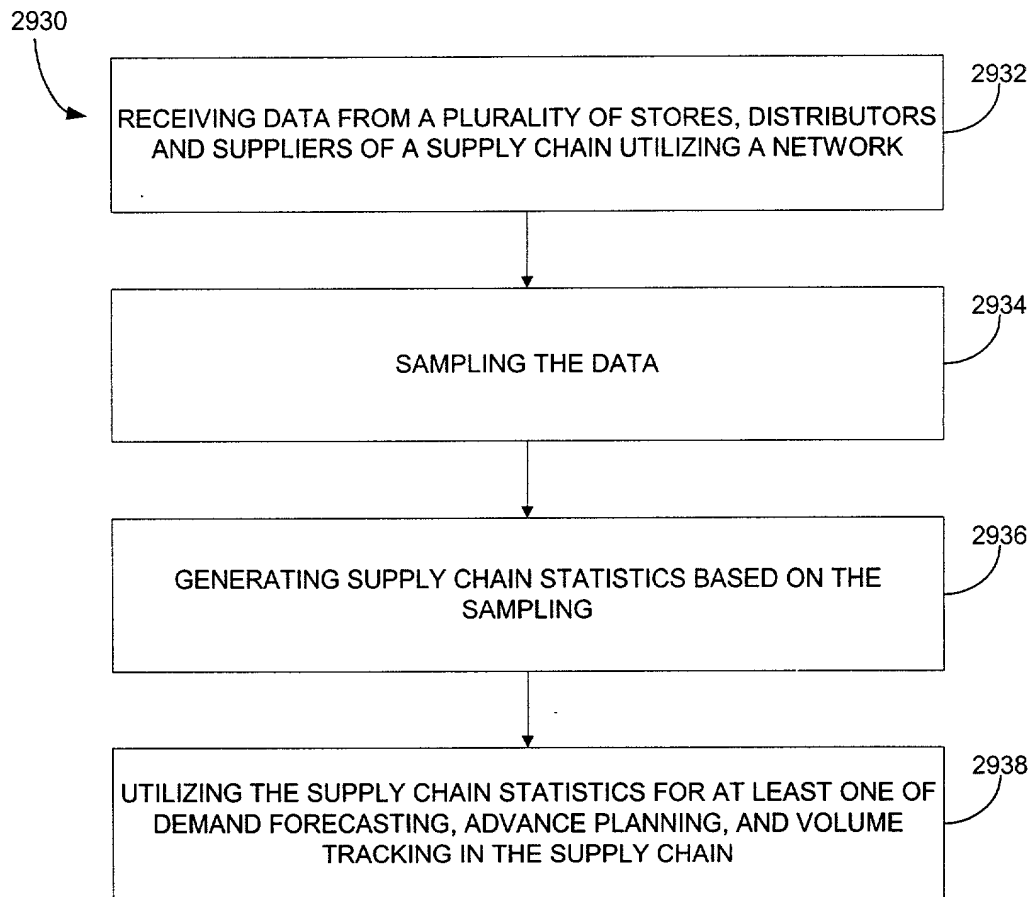 2930
2932
RECEIVING DATA FROM A PLURALITY OF STORES, DISTRIBUTORS
AND SUPPLIERS OF A SUPPLY CHAIN UTILIZING A NETWORK
2934
SAMPLING THE DATA
2936
GENERATING SUPPLY CHAIN STATISTICS BASED ON THE
SAMPLING
2938
UTILIZING THE SUPPLY CHAIN STATISTICS FOR AT LEAST ONE OF
DEMAND FORECASTING, ADVANCE PLANNING, AND VOLUME
TRACKING IN THE SUPPLY CHAIN